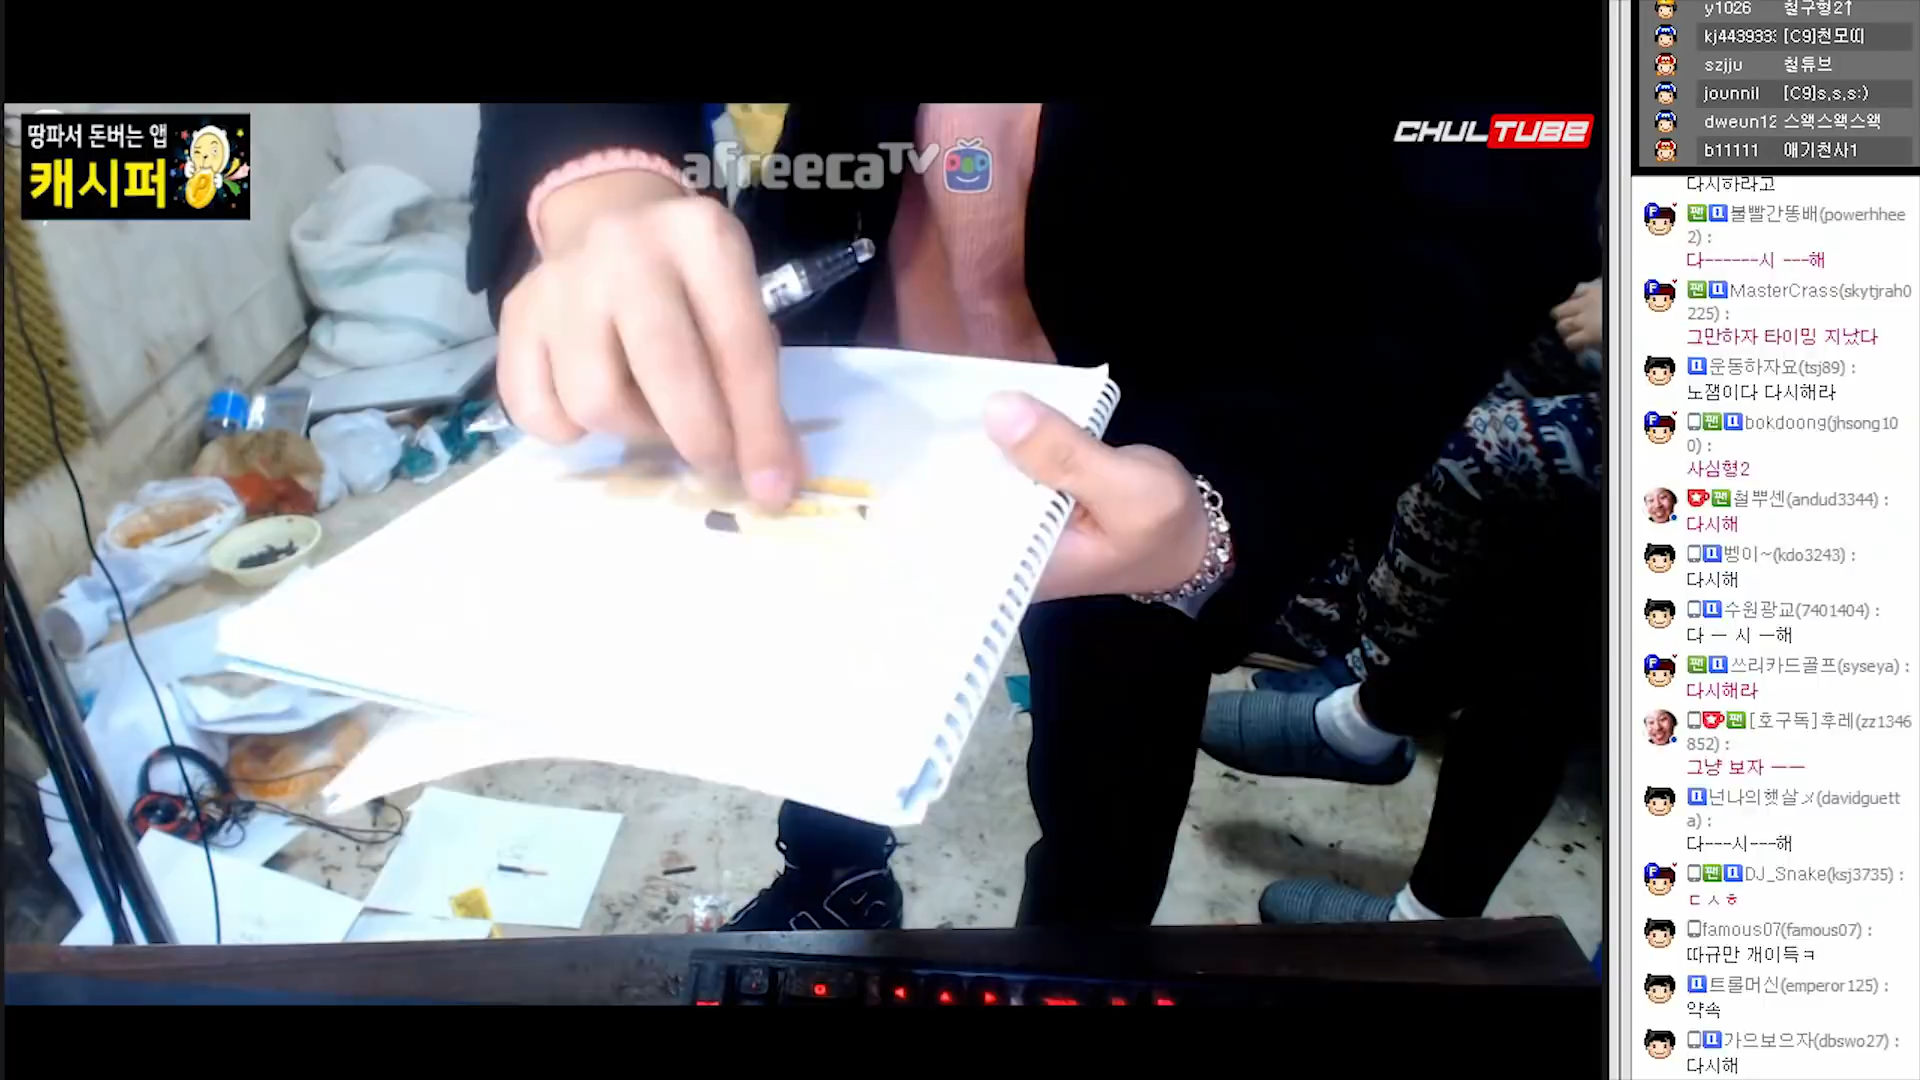 땅파서 돈버는 앱
캐시퍼
afreecaTV
CHULTUBE
y1026 철구형2↑
kj443933: [C9]천모띠
szjju 철튜브
jounnil [C9]s,s,s:)
dweun12 스왝스왝스왝
b11111 애기천사1
다시하라고
팬 불빨간똥배(powerhhee
2) :
다------시 ---해
팬 MasterCrass(skytjrah0
225) :
그만하자 타이밍 지났다
운동하자요(tsj89) :
노잼이다 다시해라
팬 bokdoong(jhsong10
0) :
사심형2
팬 철뿌센(andud3344) :
다시해
벵이~(kdo3243) :
다시해
수원광교(7401404) :
다 ㅡ 시 ㅡ해
팬 쓰리카드골프(syseya) :
다시해라
팬 [호구독]후레(zz1346
852) :
그냥 보자 ㅡㅡ
넌나의햇살メ(davidguett
a) :
다---시---해
팬 DJ_Snake(ksj3735) :
ㄷㅅㅎ
famous07(famous07) :
따규만 개이득ㅋ
트롤머신(emperor125) :
약속
가으보으자(dbswo27) :
다시해